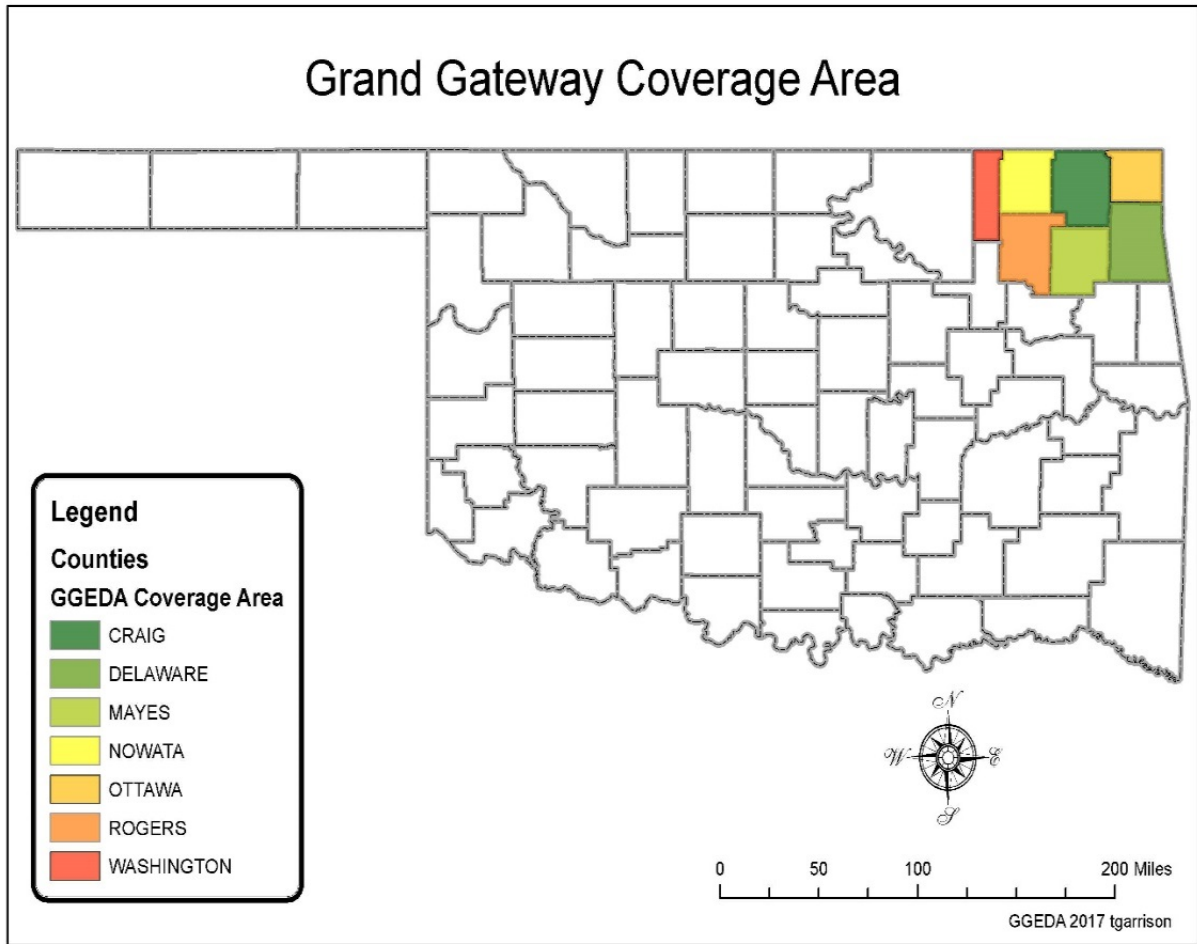 Grand Gateway Coverage Area
Legend
Counties
GGEDA Coverage Area
CRAIG
DELAWARE
MAYES
NOWATA
OTTAWA
ROGERS
WASHINGTON
N
W E
S
0 50 100 200 Miles
GGEDA 2017 tgarrison